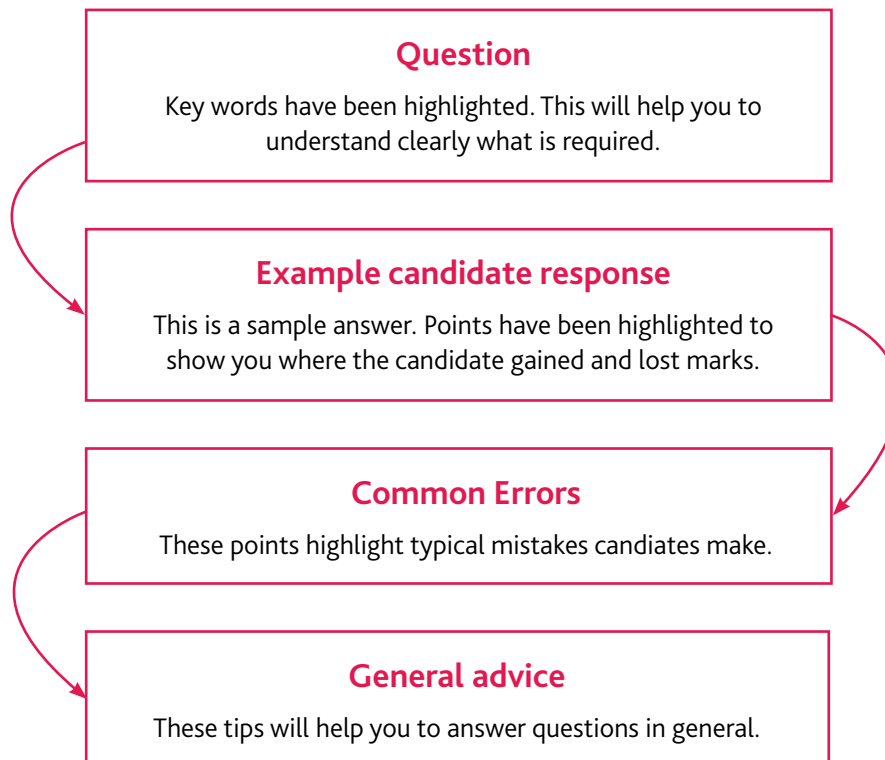 Question
Key words have been highlighted. This will help you to
understand clearly what is required.
Example candidate response
This is a sample answer. Points have been highlighted to
show you where the candidate gained and lost marks.
Common Errors
These points highlight typical mistakes candiates make.
General advice
These tips will help you to answer questions in general.